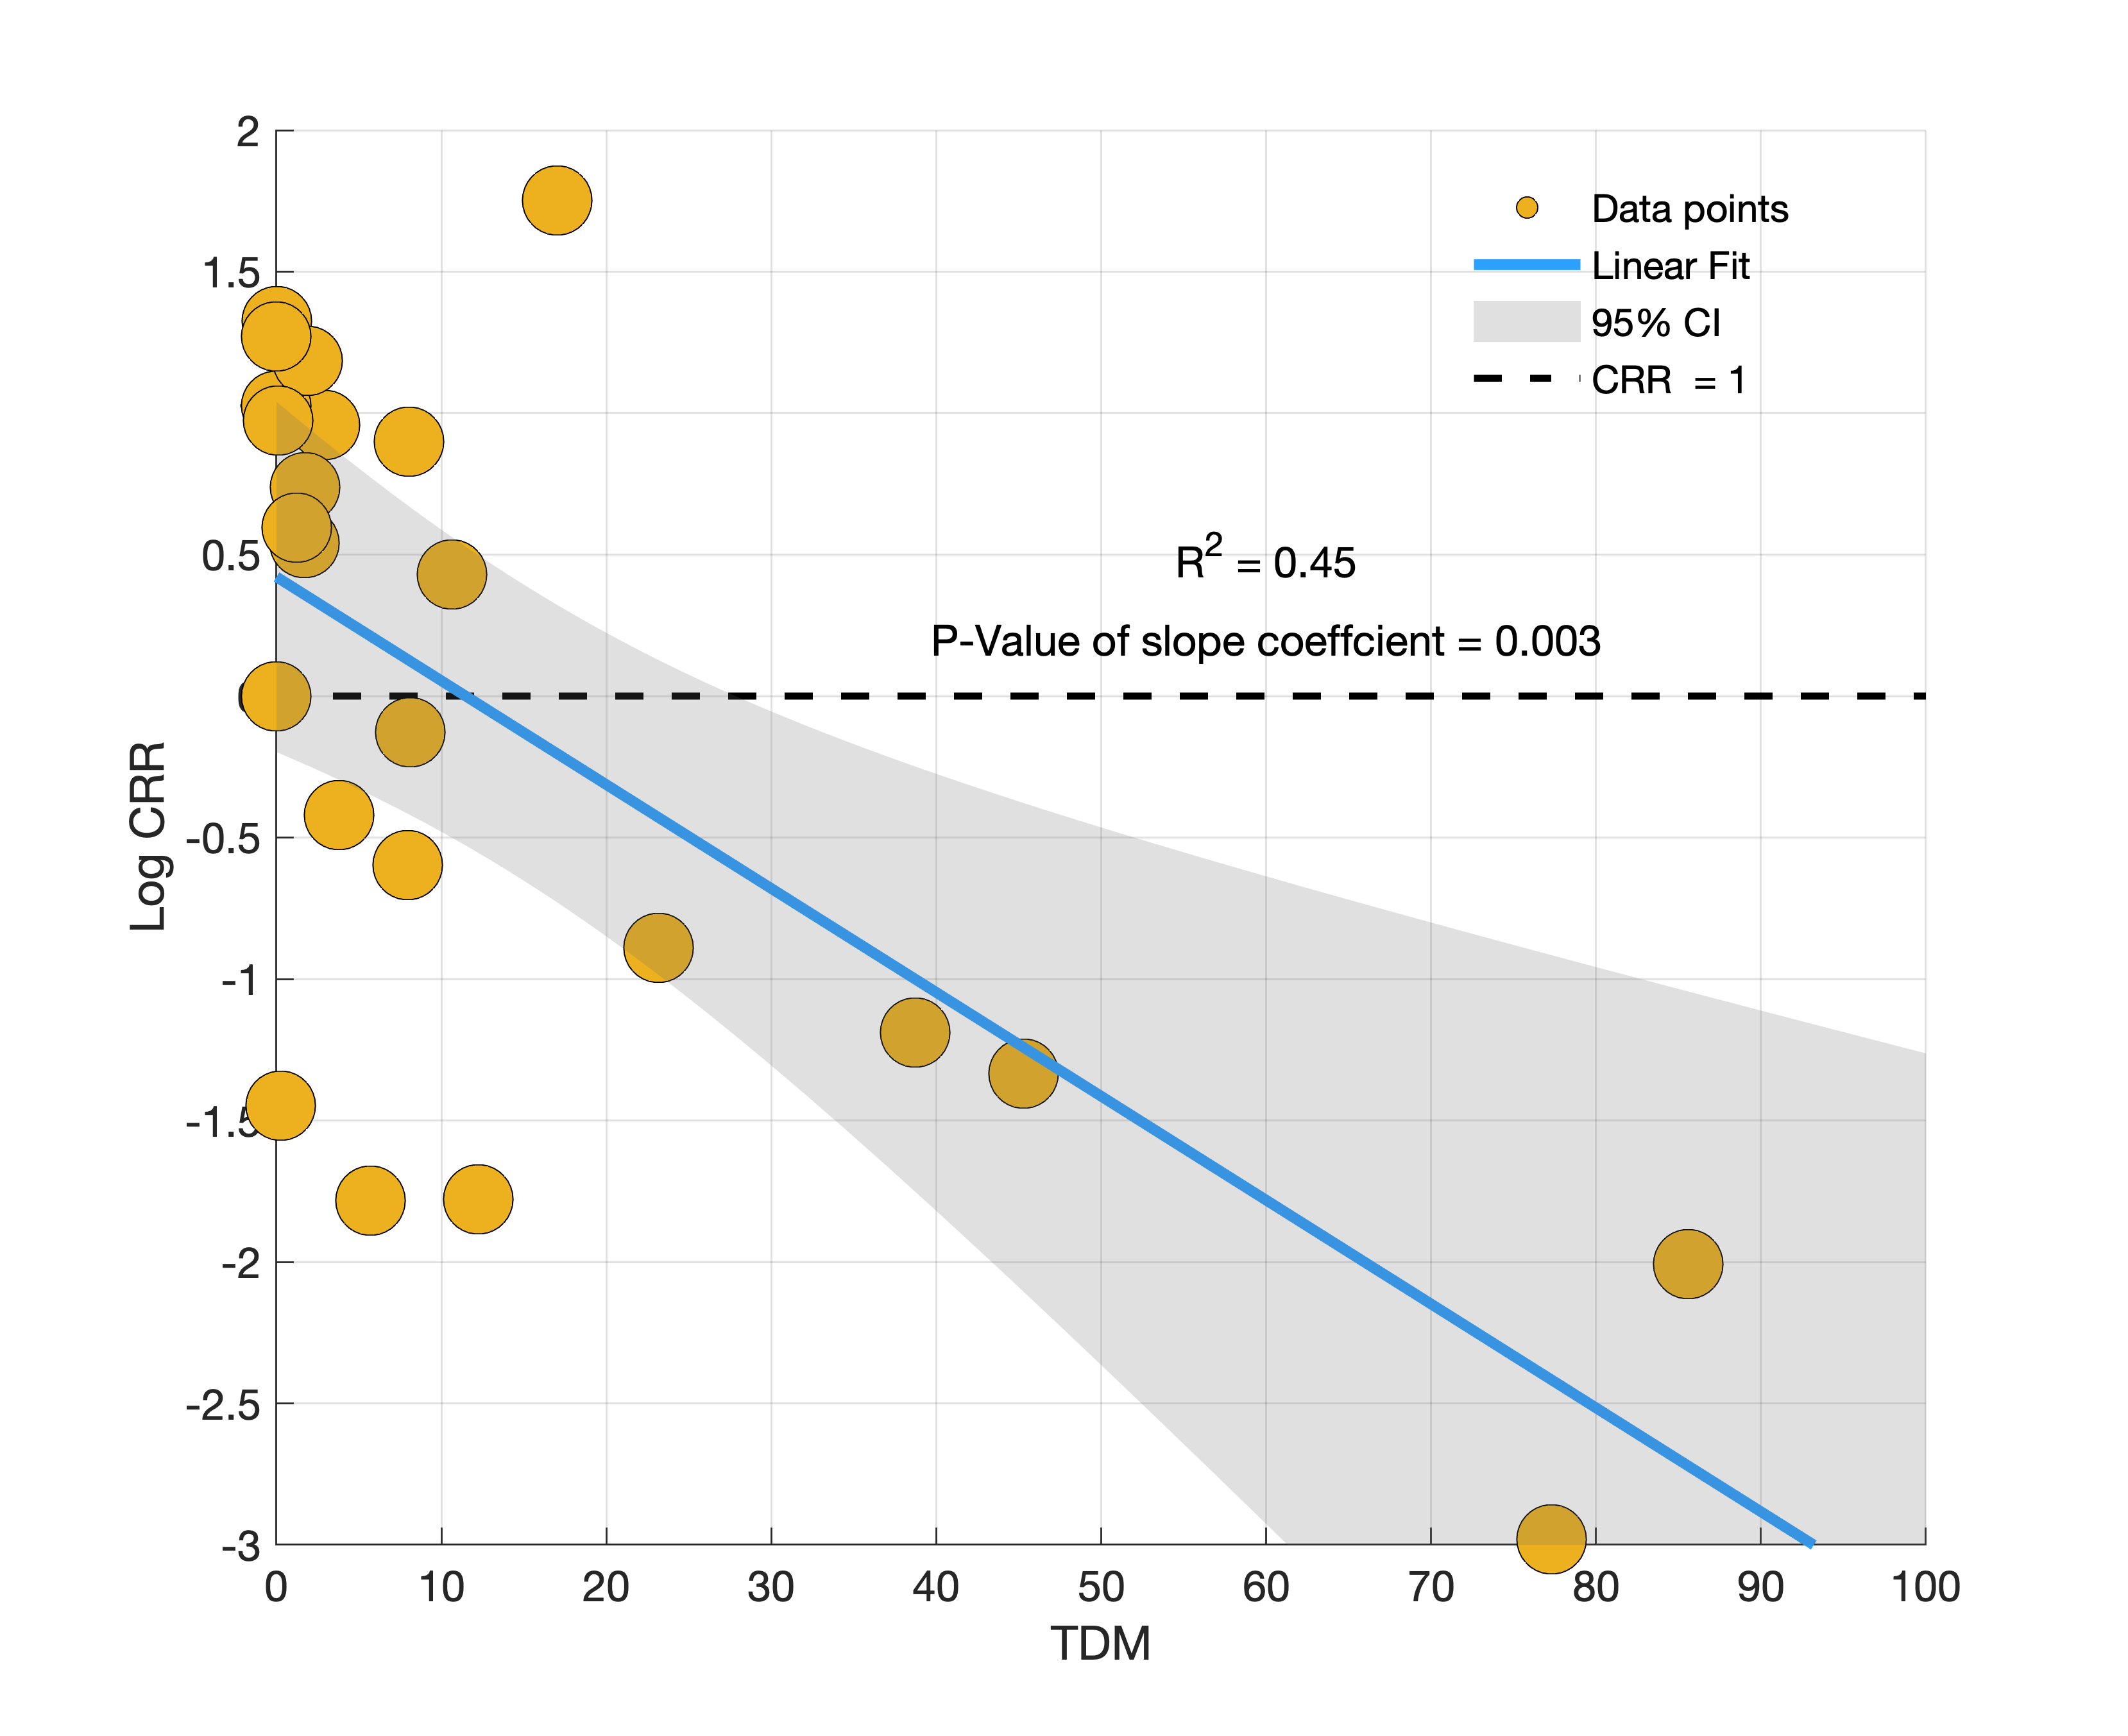 2
1.5
0.5
-0.5
-1
-2
-2.5
-3
Log CRR
0 10 20 30 40 50 60 70 80 90 100
TDM
Data points
Linear Fit
95% CI
CRR = 1
R² = 0.45
P-Value of slope coeffcient = 0.003